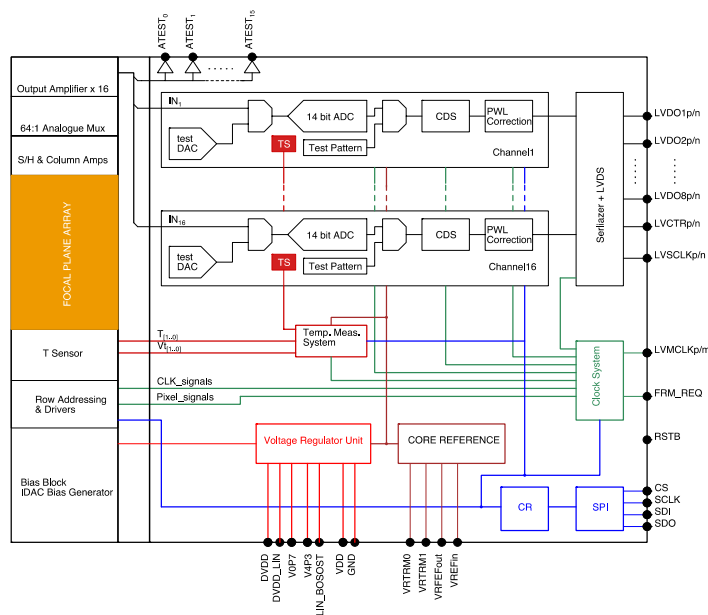 ATEST0
ATEST1
ATEST15
Output Amplifier x 16
64:1 Analogue Mux
S/H & Column Amps
FOCAL PLANE ARRAY
T Sensor
Row Addressing
& Drivers
Bias Block
IDAC Bias Generator
IN1
test
DAC
14 bit ADC
TS
Test Pattern
CDS
PWL
Correction
Channel1
IN16
test
DAC
14 bit ADC
TS
Test Pattern
CDS
PWL
Correction
Channel16
Serliazer + LVDS
LVDO1p/n
LVDO2p/n
LVDO8p/n
LVCTRp/n
LVSCLKp/n
T[1..0]
Vt[1..0]
Temp. Meas.
System
CLK_signals
Pixel_signals
Clock System
LVMCLKp/m
FRM_REQ
RSTB
Voltage Regulator Unit
CORE REFERENCE
CR
SPI
CS
SCLK
SDI
SDO
DVDD
DVDD_LIN
V0P7
V4P3
LIN_BOSOST
VDD
GND
VRTRM0
VRTRM1
VRFEFout
VREFin